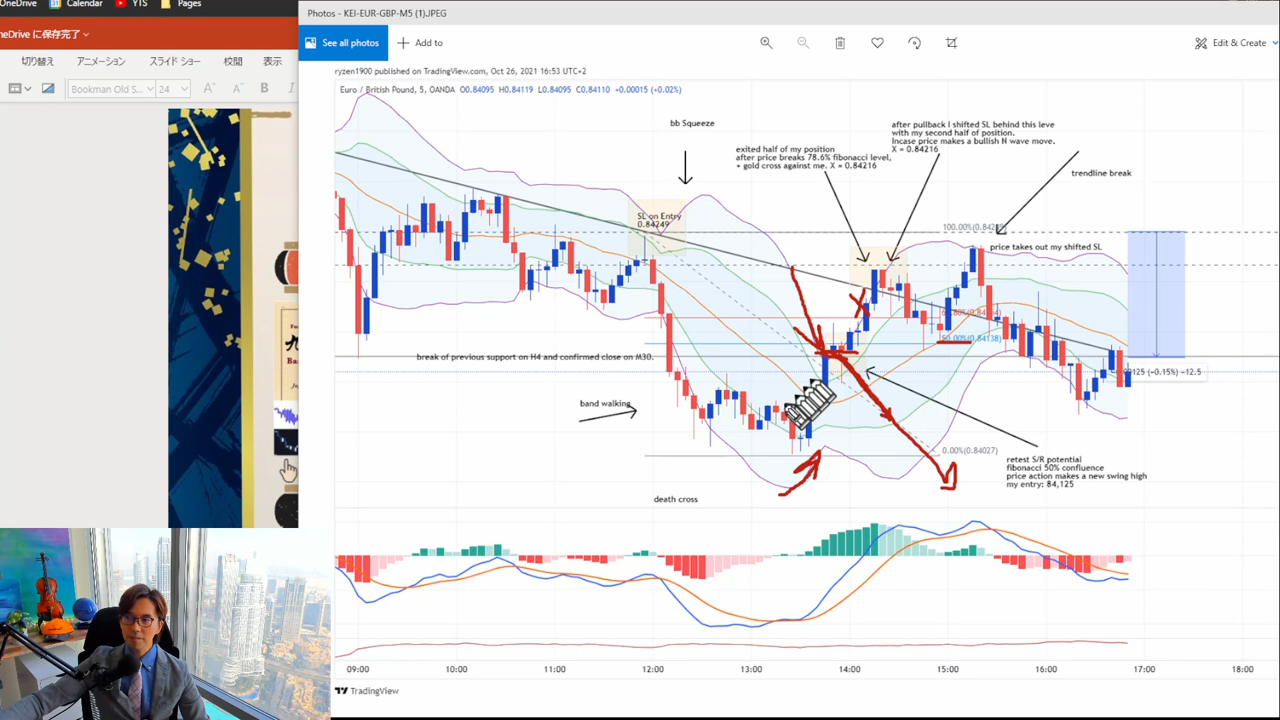 Calendar
YTS
Pages
Photos - KEI-EUR-GBP-M5 (1).JPEG
OneDrive に保存完了
See all photos
Add to
Edit & Create
切り替え
アニメーション
スライド ショー
校閲
表示
Bookman Old S...
24
B
ryzen1900 published on TradingView.com, Oct 26, 2021 16:53 UTC+2
Euro / British Pound, 5, OANDA O0.84095 H0.84119 L0.84095 C0.84110 +0.00015 (+0.02%)
bb Squeeze
after pullback I shifted SL behind this leve
with my second half of position.
Incase price makes a bullish N wave move.
X = 0.84216
exited half of my position
after price breaks 78.6% fibonacci level,
+ gold cross against me. X = 0.84216
trendline break
SL on Entry
0.84249
price takes out my shifted SL
50.00%(0.84138)
break of previous support on H4 and confirmed close on M30.
(−0.15%) −12.5
band walking
0.00%(0.84027)
retest S/R potential
fibonacci 50% confluence
price action makes a new swing high
my entry: 84,125
death cross
09:00
10:00
11:00
12:00
13:00
14:00
15:00
16:00
17:00
18:00
TradingView